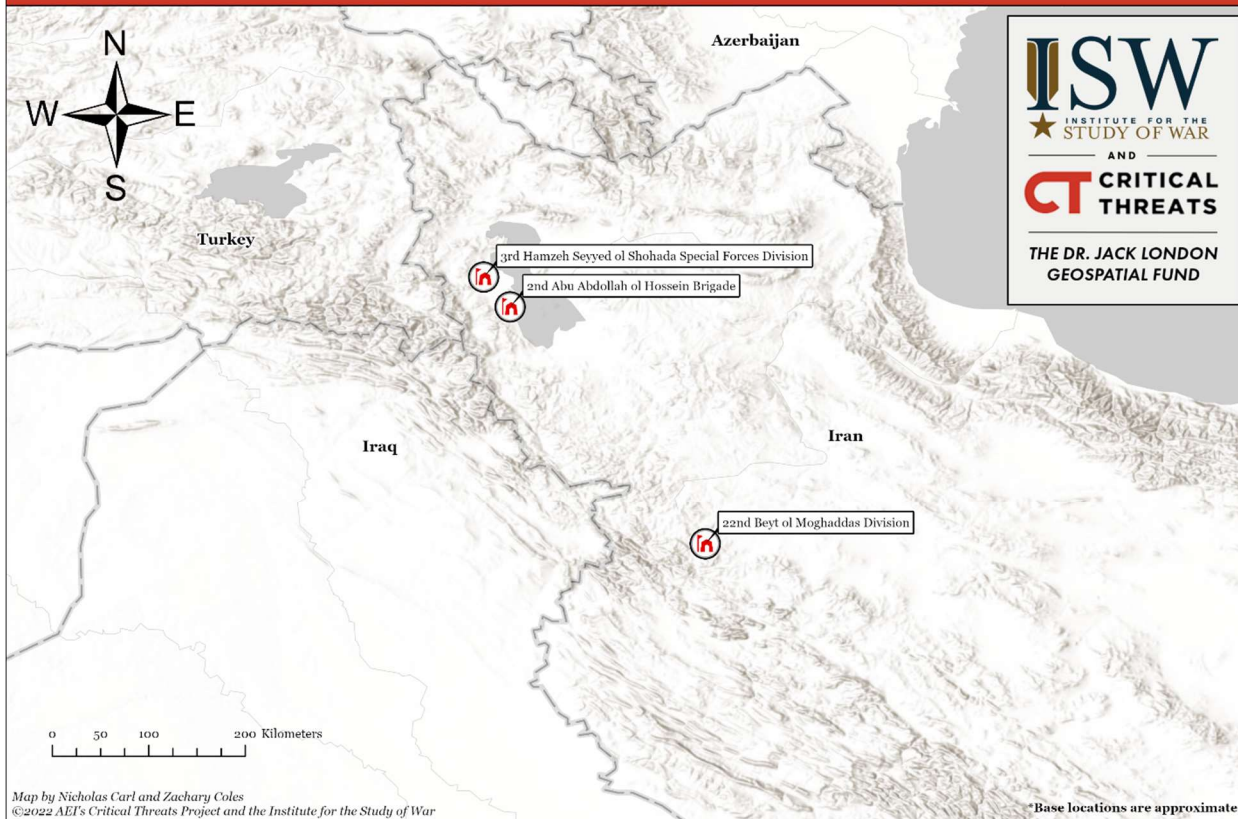 N
W
E
S
Azerbaijan
ISW
INSTITUTE FOR THE
STUDY OF WAR
AND
CT CRITICAL
THREATS
THE DR. JACK LONDON
GEOSPATIAL FUND
Turkey
3rd Hamzeh Seyyed ol Shohada Special Forces Division
2nd Abu Abdollah ol Hossein Brigade
Iraq
Iran
22nd Beyt ol Moghaddas Division
0 50 100 200 Kilometers
Map by Nicholas Carl and Zachary Coles
©2022 AEI's Critical Threats Project and the Institute for the Study of War
*Base locations are approximate